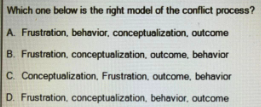 Which one below is the right model of the conflict process?
A. Frustration, behavior, conceptualization, outcome
B. Frustration, conceptualization, outcome, behavior
C. Conceptualization, Frustration, outcome, behavior
D. Frustration, conceptualization, behavior, outcome